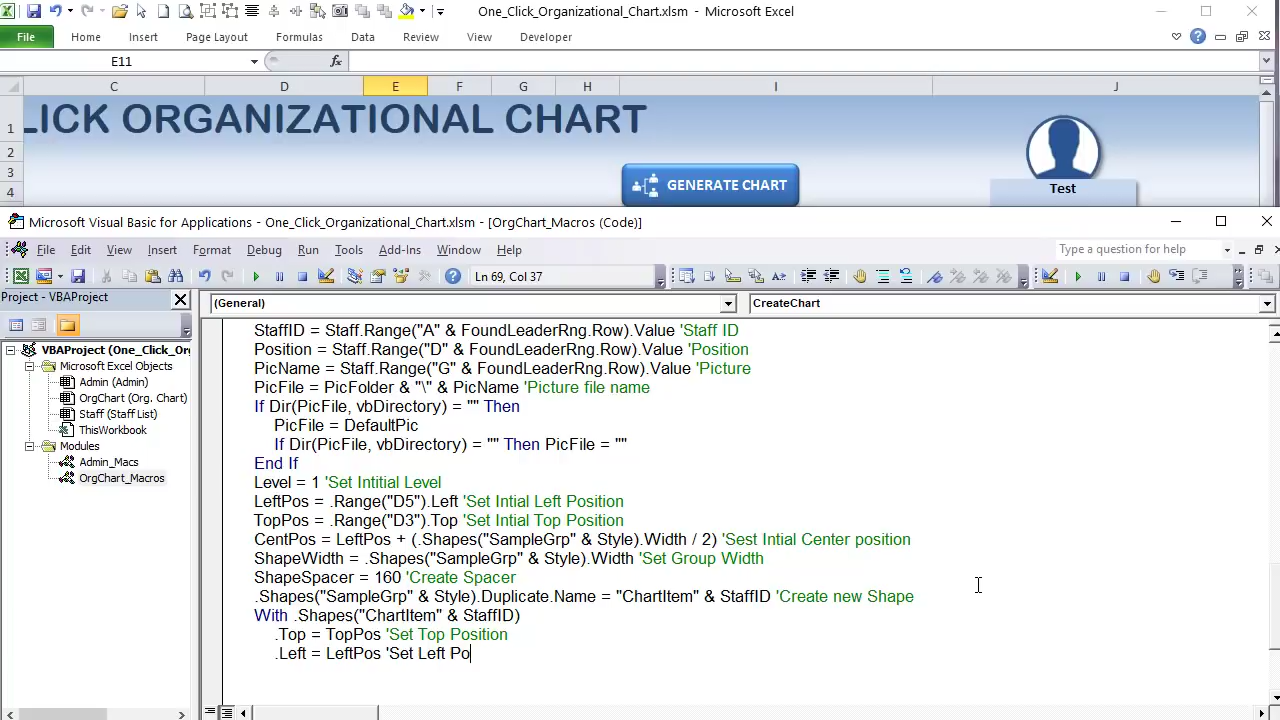 One_Click_Organizational_Chart.xlsm - Microsoft Excel
File Home Insert Page Layout Formulas Data Review View Developer
E11 fx
C D E F G H I J
1 LICK ORGANIZATIONAL CHART
2
3 GENERATE CHART
4 Test
Microsoft Visual Basic for Applications - One_Click_Organizational_Chart.xlsm - [OrgChart_Macros (Code)]
File Edit View Insert Format Debug Run Tools Add-Ins Window Help Type a question for help
Ln 69, Col 37
Project - VBAProject
(General) CreateChart
VBAProject (One_Click_Or
Microsoft Excel Objects
Admin (Admin)
OrgChart (Org. Chart)
Staff (Staff List)
ThisWorkbook
Modules
Admin_Macs
OrgChart_Macros
StaffID = Staff.Range("A" & FoundLeaderRng.Row).Value 'Staff ID
Position = Staff.Range("D" & FoundLeaderRng.Row).Value 'Position
PicName = Staff.Range("G" & FoundLeaderRng.Row).Value 'Picture
PicFile = PicFolder & "\" & PicName 'Picture file name
If Dir(PicFile, vbDirectory) = "" Then
PicFile = DefaultPic
If Dir(PicFile, vbDirectory) = "" Then PicFile = ""
End If
Level = 1 'Set Intitial Level
LeftPos = .Range("D5").Left 'Set Intial Left Position
TopPos = .Range("D3").Top 'Set Intial Top Position
CentPos = LeftPos + (.Shapes("SampleGrp" & Style).Width / 2) 'Sest Intial Center position
ShapeWidth = .Shapes("SampleGrp" & Style).Width 'Set Group Width
ShapeSpacer = 160 'Create Spacer
.Shapes("SampleGrp" & Style).Duplicate.Name = "ChartItem" & StaffID 'Create new Shape
With .Shapes("ChartItem" & StaffID)
.Top = TopPos 'Set Top Position
.Left = LeftPos 'Set Left Po